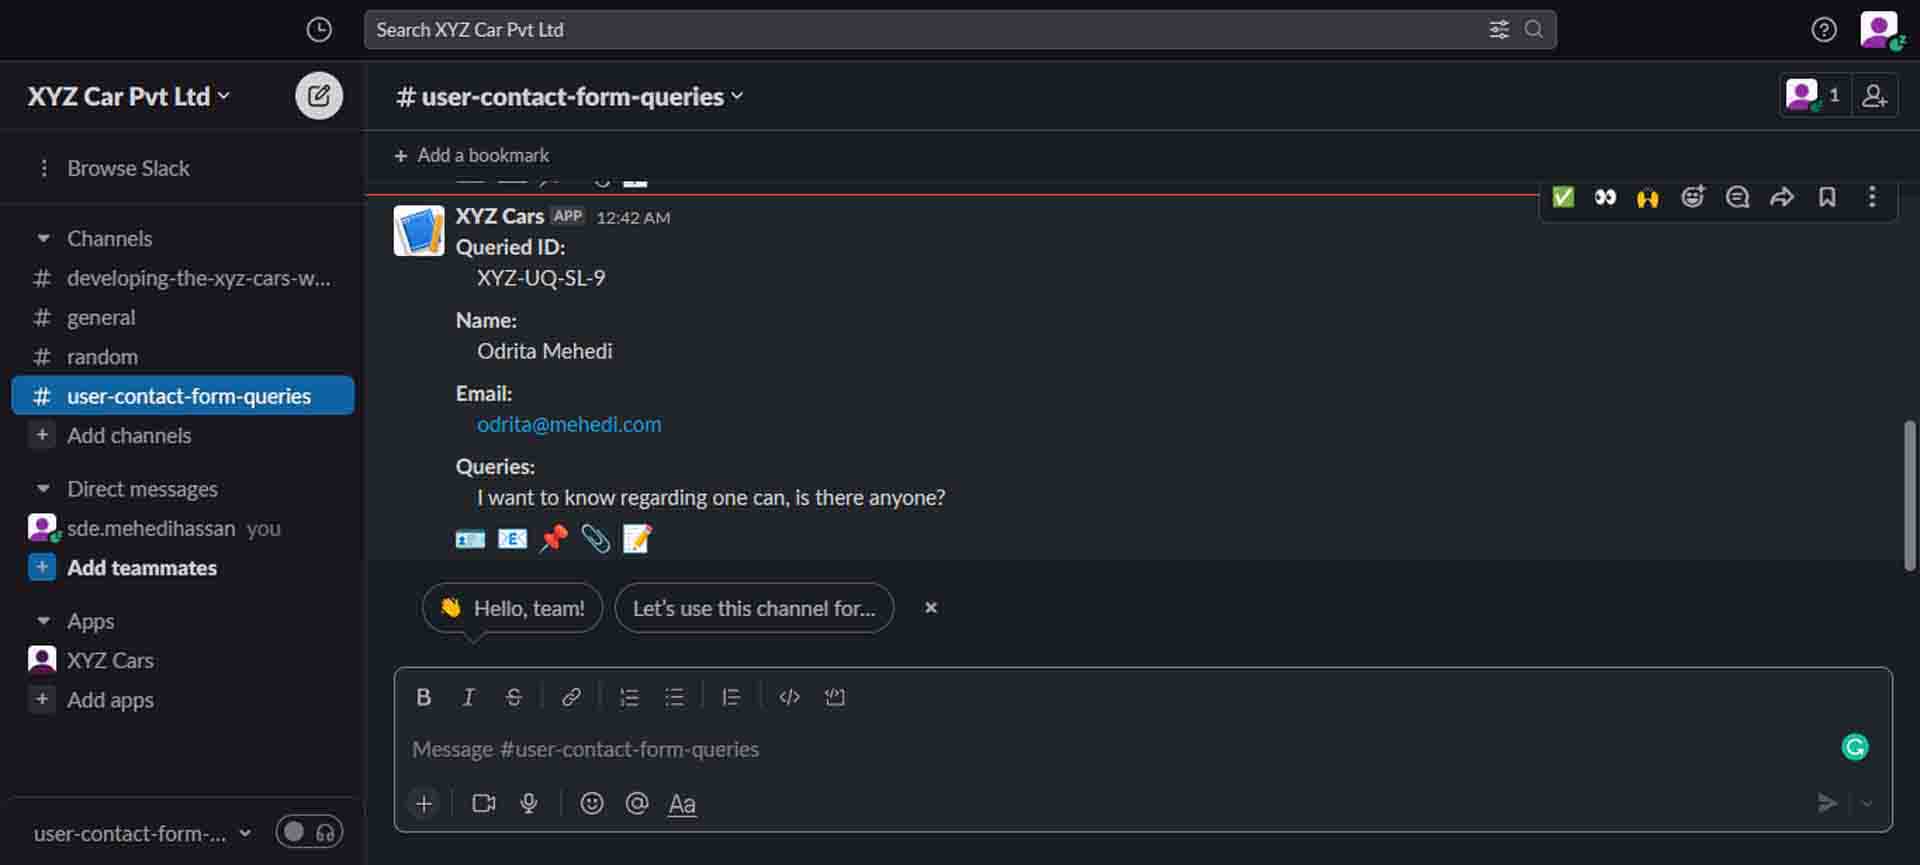 Search XYZ Car Pvt Ltd
XYZ Car Pvt Ltd
Browse Slack
Channels
# developing-the-xyz-cars-w...
# general
# random
# user-contact-form-queries
+ Add channels
Direct messages
sde.mehedihassan you
+ Add teammates
Apps
XYZ Cars
+ Add apps
user-contact-form-...
# user-contact-form-queries
1
+ Add a bookmark
XYZ Cars APP 12:42 AM
Queried ID:
XYZ-UQ-SL-9
Name:
Odrita Mehedi
Email:
odrita@mehedi.com
Queries:
I want to know regarding one can, is there anyone?
Hello, team!
Let's use this channel for...
B I S
Message #user-contact-form-queries
Aa